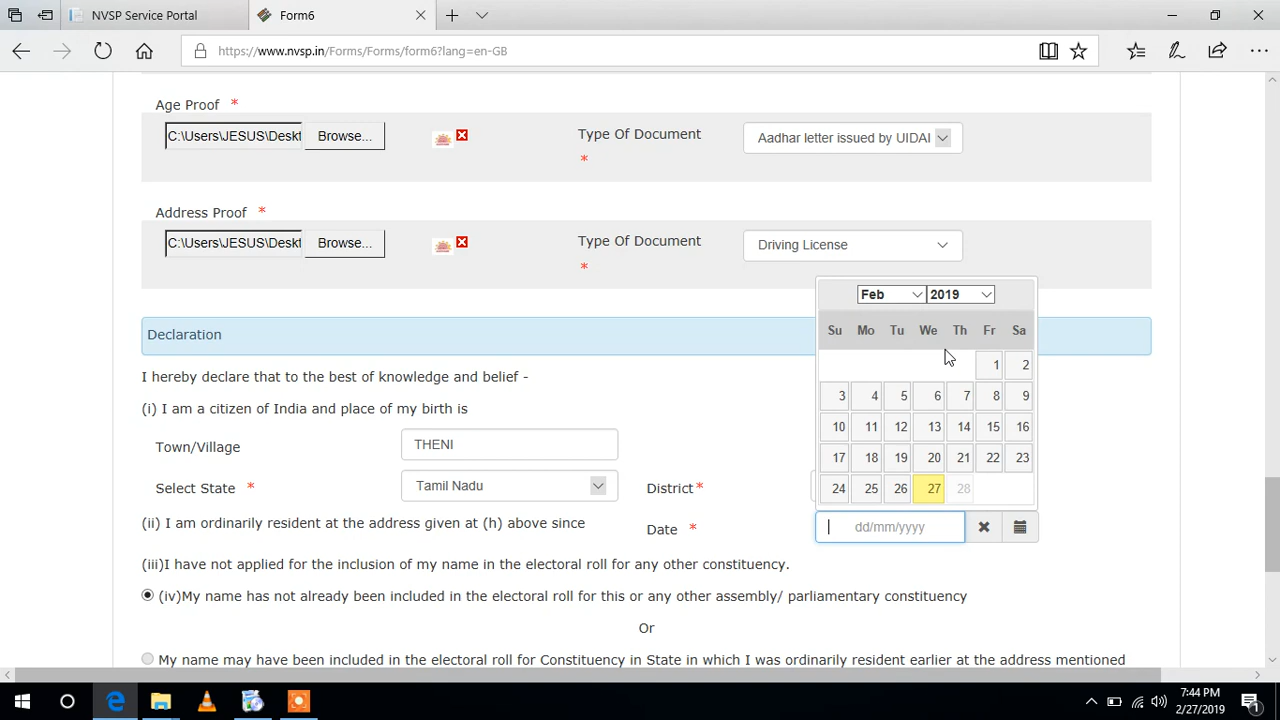 NVSP Service Portal
Form6
https://www.nvsp.in/Forms/Forms/form6?lang=en-GB
Age Proof *
C:\Users\JESUS\Deskt Browse...
Type Of Document *
Aadhar letter issued by UIDAI
Address Proof *
C:\Users\JESUS\Deskt Browse...
Type Of Document *
Driving License
Feb 2019
Su Mo Tu We Th Fr Sa
1 2
3 4 5 6 7 8 9
10 11 12 13 14 15 16
17 18 19 20 21 22 23
24 25 26 27 28
Declaration
I hereby declare that to the best of knowledge and belief -
(i) I am a citizen of India and place of my birth is
Town/Village THENI
Select State * Tamil Nadu District*
(ii) I am ordinarily resident at the address given at (h) above since Date * dd/mm/yyyy
(iii)I have not applied for the inclusion of my name in the electoral roll for any other constituency.
(iv)My name has not already been included in the electoral roll for this or any other assembly/ parliamentary constituency
Or
My name may have been included in the electoral roll for Constituency in State in which I was ordinarily resident earlier at the address mentioned
7:44 PM
2/27/2019
1